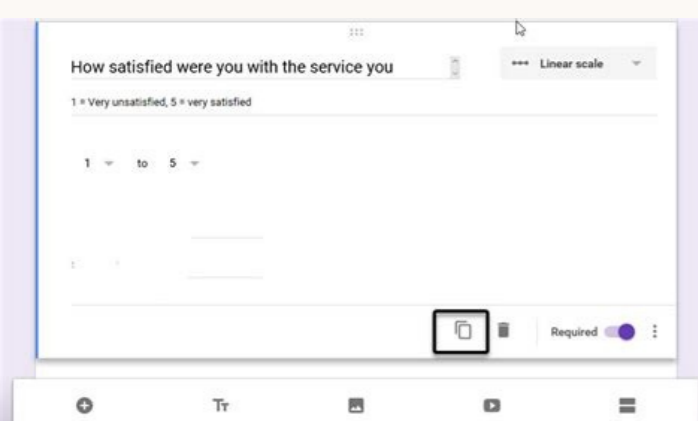 How satisfied were you with the service you
Linear scale
1 = Very unsatisfied, 5 = very satisfied
1 to 5
Required
Tт